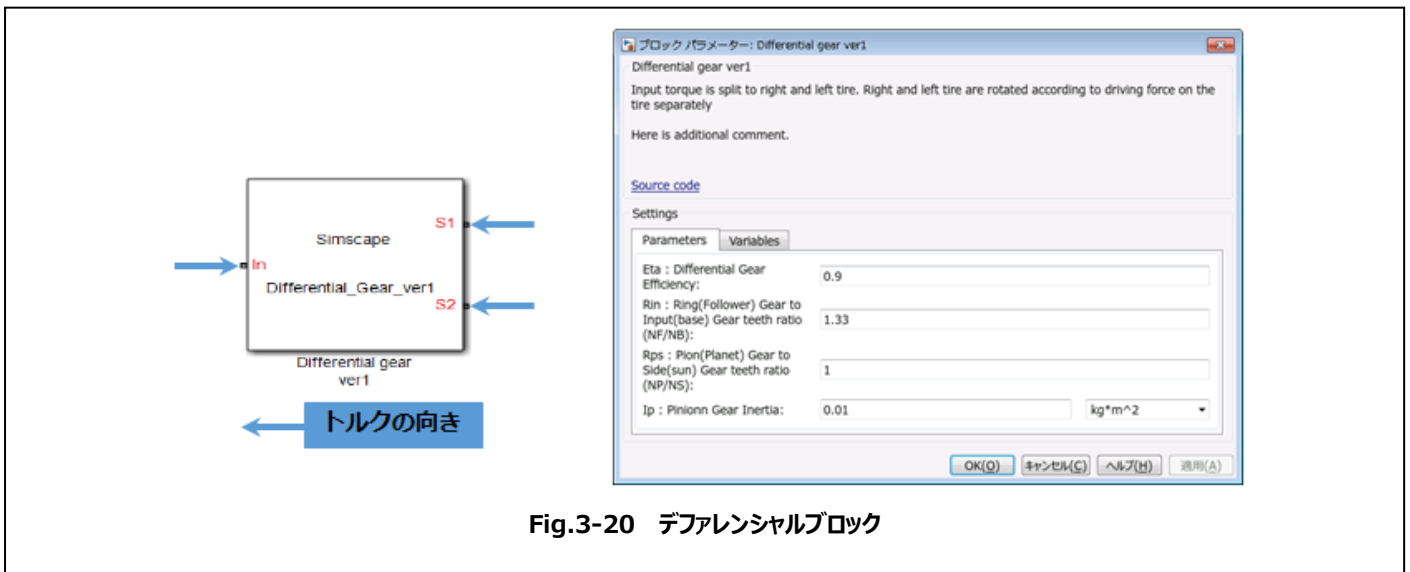 Simscape
In
S1
Differential_Gear_ver1
S2
Differential gear
ver1
トルクの向き
ブロック パラメーター: Differential gear ver1
Differential gear ver1
Input torque is split to right and left tire. Right and left tire are rotated according to driving force on the
tire separately
Here is additional comment.
Source code
Settings
Parameters
Variables
Eta : Differential Gear
Efficiency:
0.9
Rin : Ring(Follower) Gear to
Input(base) Gear teeth ratio
(NF/NB):
1.33
Rps : Pion(Planet) Gear to
Side(sun) Gear teeth ratio
(NP/NS):
1
Ip : Pinionn Gear Inertia:
0.01
kg*m^2
OK(O)
キャンセル(C)
ヘルプ(H)
適用(A)
Fig.3-20 デファレンシャルブロック